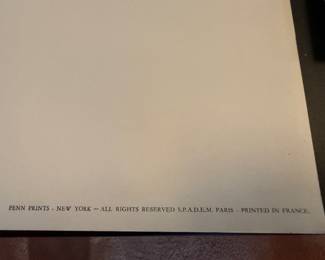 PENN PRINTS - NEW YORK — ALL RIGHTS RESERVED S.P.A.D.E.M. PARIS - PRINTED IN FRANCE.